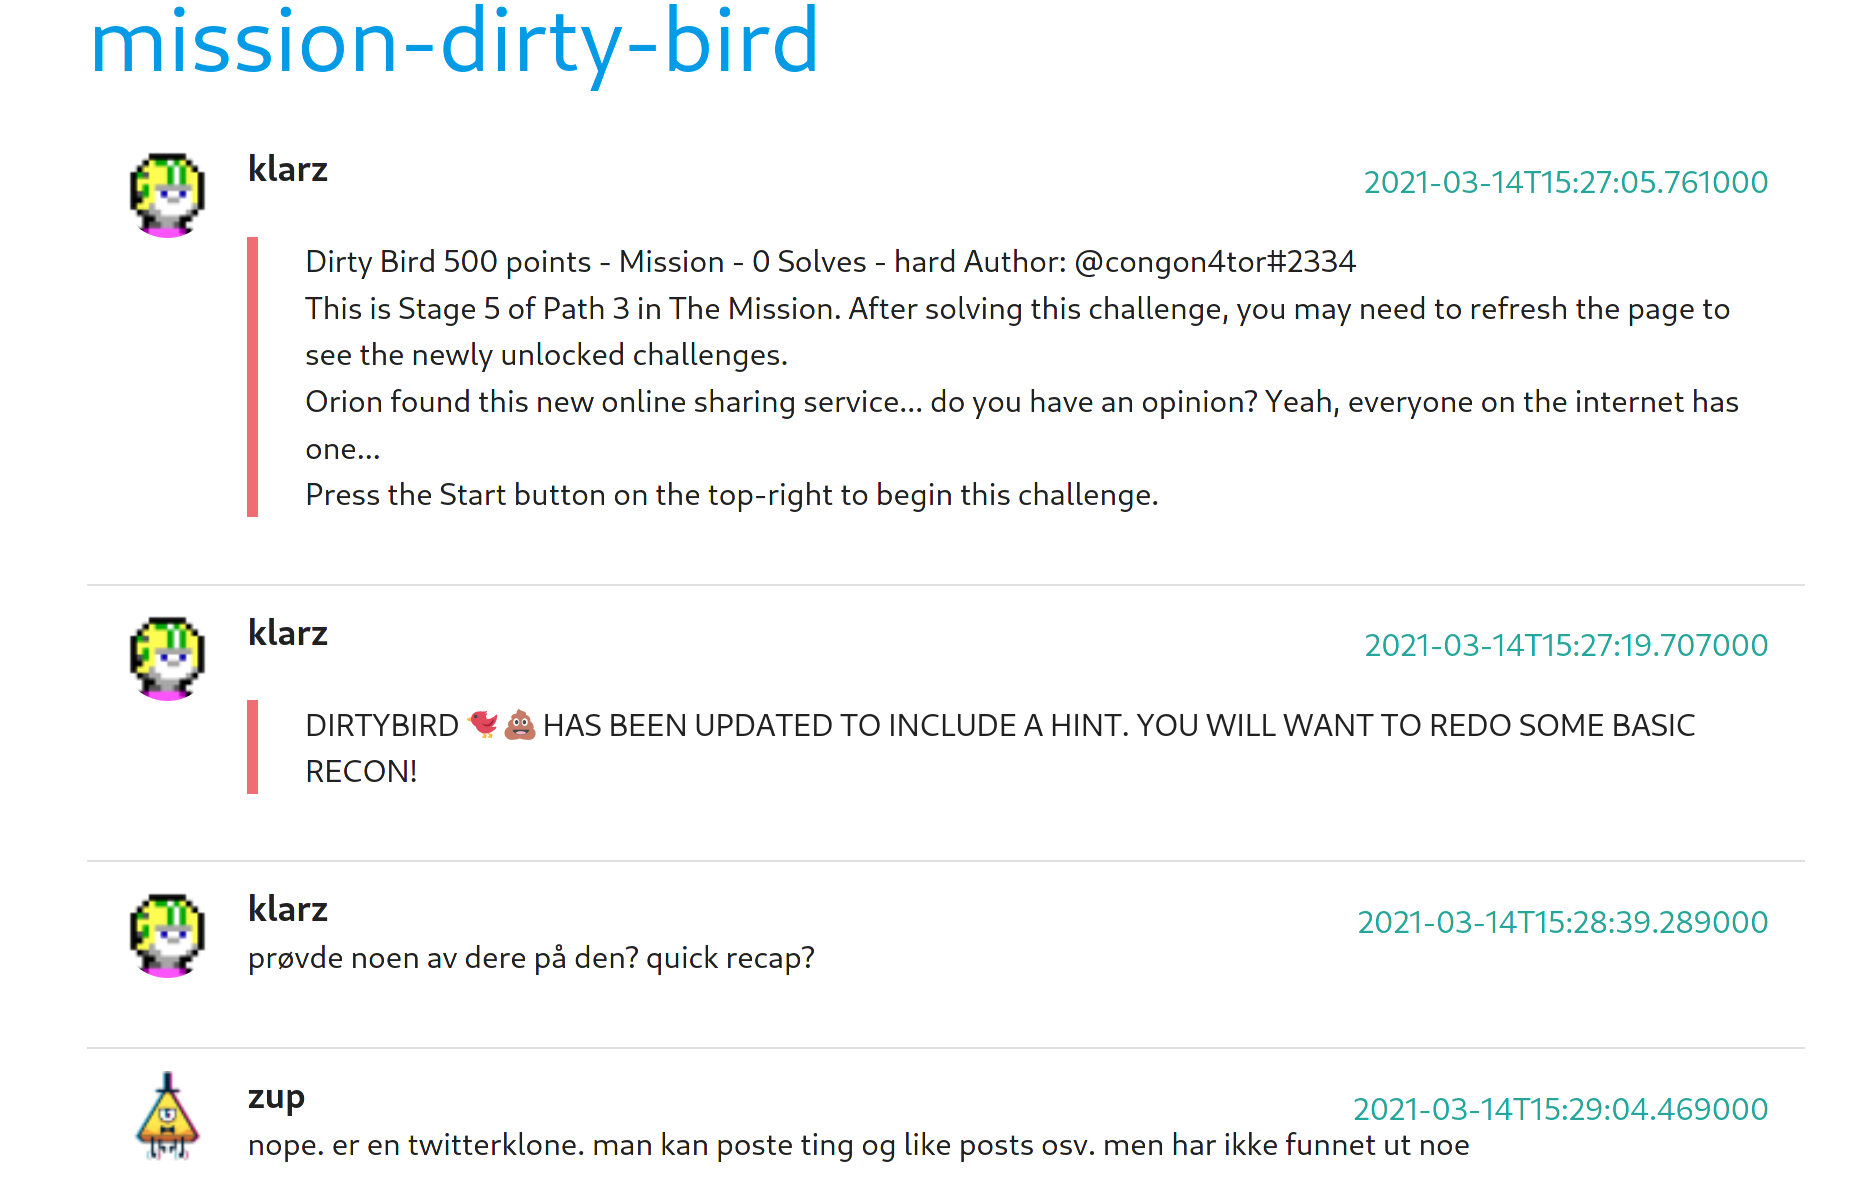 mission-dirty-bird
klarz
2021-03-14T15:27:05.761000
Dirty Bird 500 points - Mission - 0 Solves - hard Author: @congon4tor#2334
This is Stage 5 of Path 3 in The Mission. After solving this challenge, you may need to refresh the page to
see the newly unlocked challenges.
Orion found this new online sharing service... do you have an opinion? Yeah, everyone on the internet has
one...
Press the Start button on the top-right to begin this challenge.
klarz
2021-03-14T15:27:19.707000
DIRTYBIRD 🐦💩 HAS BEEN UPDATED TO INCLUDE A HINT. YOU WILL WANT TO REDO SOME BASIC
RECON!
klarz
2021-03-14T15:28:39.289000
prøvde noen av dere på den? quick recap?
zup
2021-03-14T15:29:04.469000
nope. er en twitterklone. man kan poste ting og like posts osv. men har ikke funnet ut noe